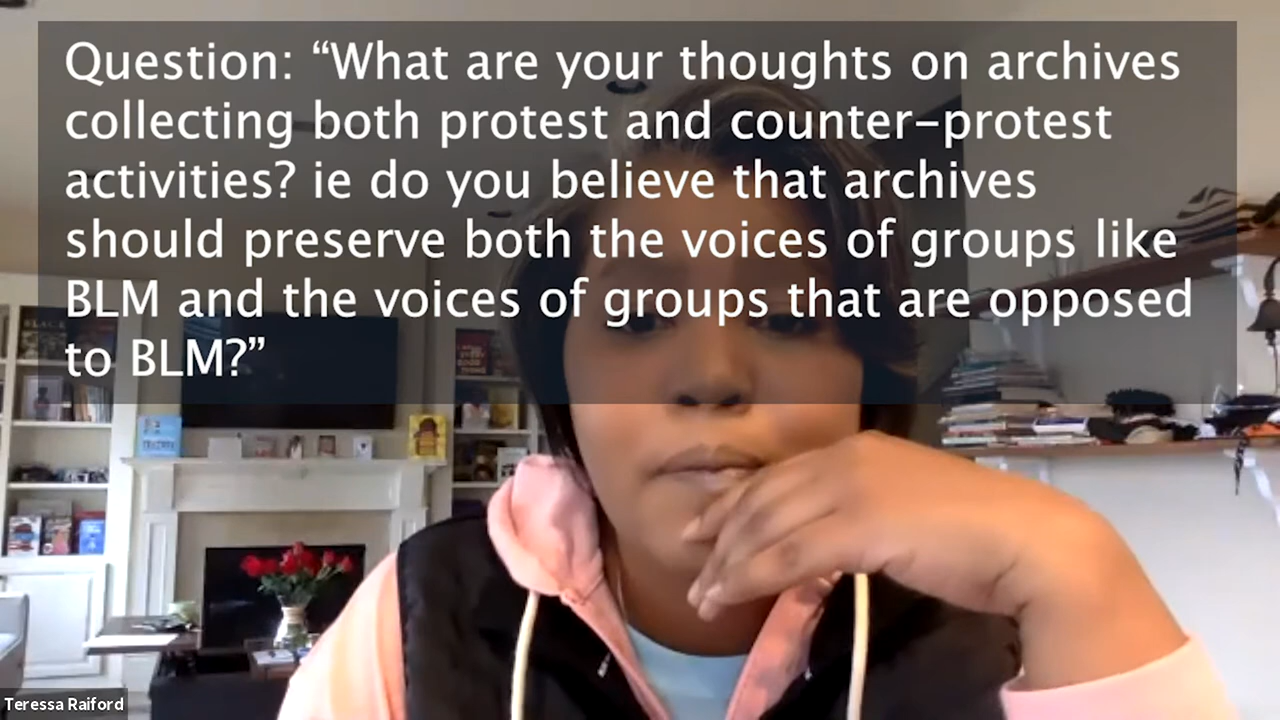 Question: “What are your thoughts on archives
collecting both protest and counter-protest
activities? ie do you believe that archives
should preserve both the voices of groups like
BLM and the voices of groups that are opposed
to BLM?”
BLACK
Teressa Raiford